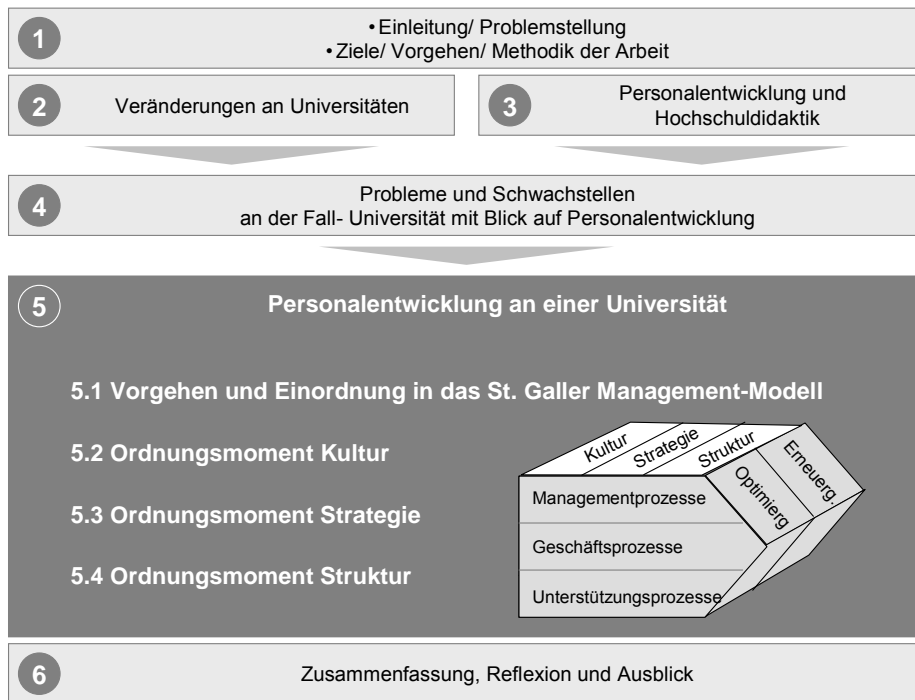 1
•Einleitung/ Problemstellung
•Ziele/ Vorgehen/ Methodik der Arbeit
2
Veränderungen an Universitäten
3
Personalentwicklung und
Hochschuldidaktik
4
Probleme und Schwachstellen
an der Fall- Universität mit Blick auf Personalentwicklung
5
Personalentwicklung an einer Universität
5.1 Vorgehen und Einordnung in das St. Galler Management-Modell
5.2 Ordnungsmoment Kultur
5.3 Ordnungsmoment Strategie
5.4 Ordnungsmoment Struktur
Kultur
Strategie
Struktur
Erneuerg.
Optimierg
Managementprozesse
Geschäftsprozesse
Unterstützungsprozesse
6
Zusammenfassung, Reflexion und Ausblick